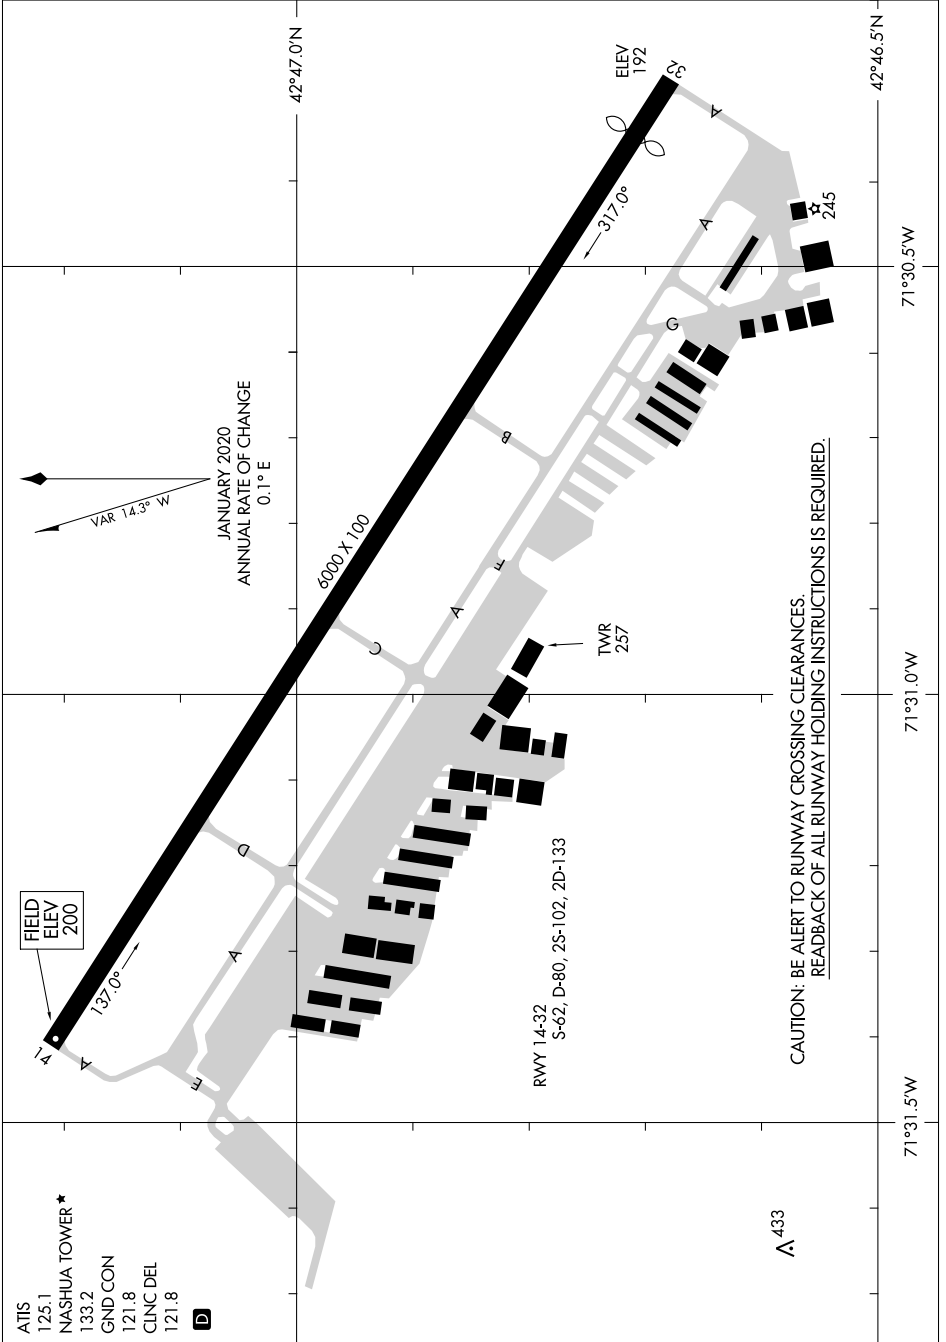 ATIS
125.1
NASHUA TOWER ★
133.2
GND CON
121.8
CLNC DEL
121.8
D
FIELD
ELEV
200
14
137.0°
A
E
A
D
C
A
F
B
6000 X 100
VAR 14.3° W
JANUARY 2020
ANNUAL RATE OF CHANGE
0.1° E
42°47.0'N
ELEV
192
32
A
317.0°
A
G
245
42°46.5'N
71°30.5'W
TWR
257
71°31.0'W
71°31.5'W
RWY 14-32
S-62, D-80, 2S-102, 2D-133
433
CAUTION: BE ALERT TO RUNWAY CROSSING CLEARANCES.
READBACK OF ALL RUNWAY HOLDING INSTRUCTIONS IS REQUIRED.